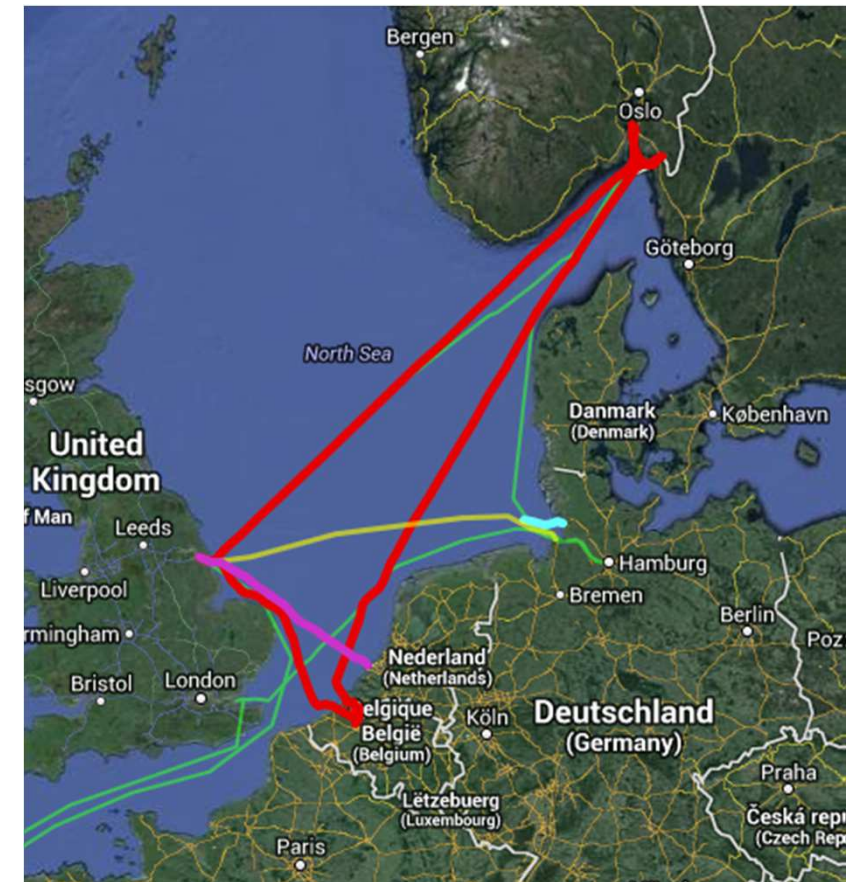 Bergen
Oslo
Göteborg
North Sea
sgow
Danmark
(Denmark)
København
United
Kingdom
f Man
Leeds
Hamburg
Liverpool
Bremen
rmingham
Berlin
Poz
Nederland
(Netherlands)
Bristol
London
elgique
België
(Belgium)
Köln
Deutschland
(Germany)
Praha
Lëtzebuerg
(Luxembourg)
Česká repu
(Czech Rep
Paris